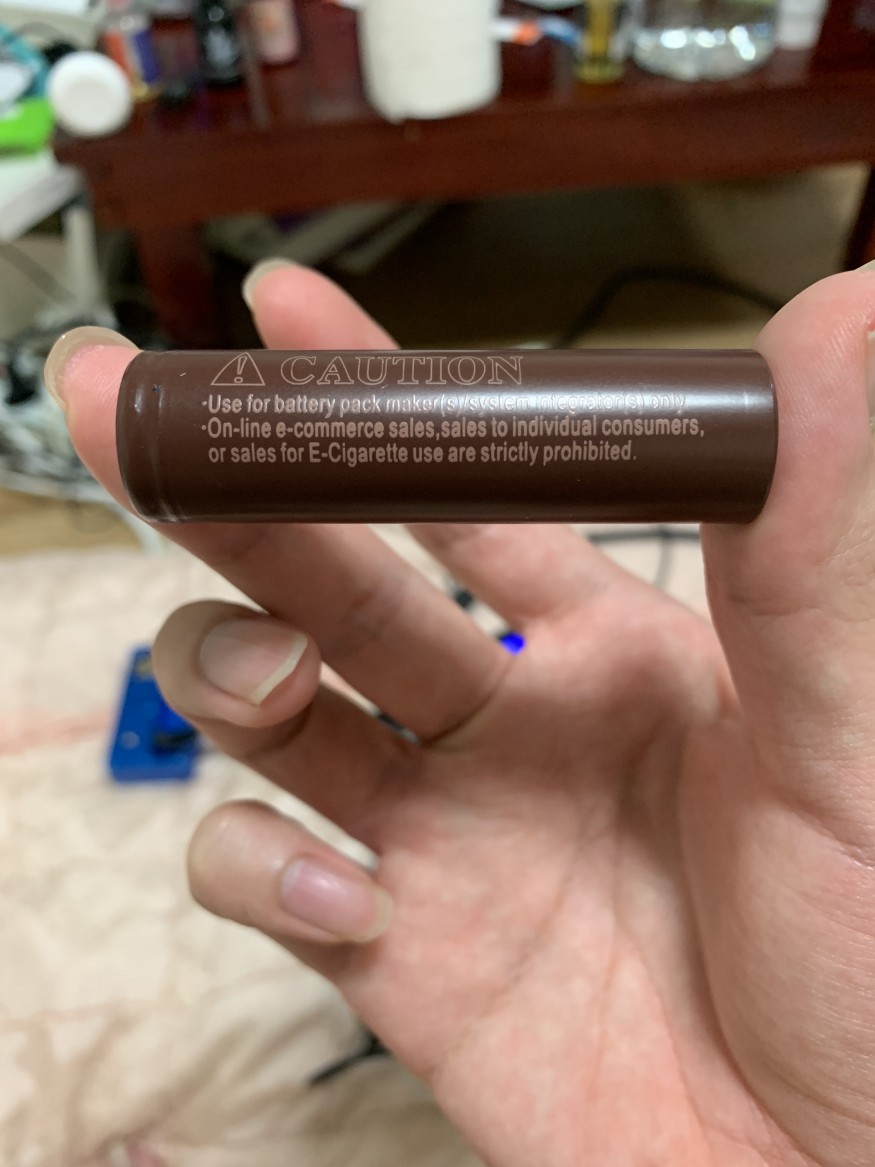 CAUTION
·Use for battery pack maker(s)/system integrator(s) only
·On-line e-commerce sales,sales to individual consumers,
or sales for E-Cigarette use are strictly prohibited.